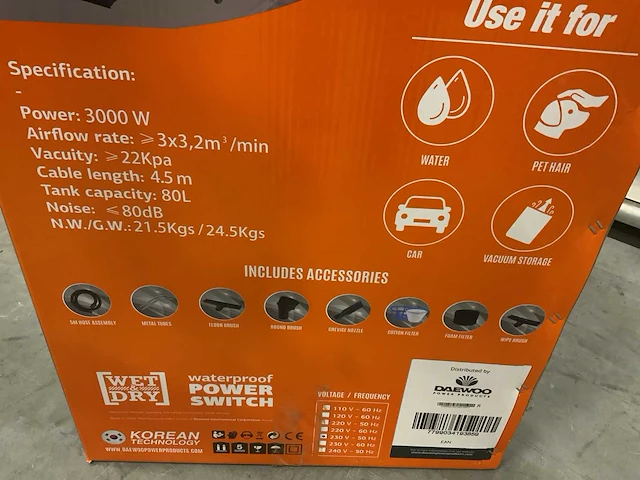 Use it for
Specification:
-
Power: 3000 W
Airflow rate: ≥3x3,2m³/min
Vacuity: ≥22Kpa
Cable length: 4.5 m
Tank capacity: 80L
Noise: ≤80dB
N.W./G.W.: 21.5Kgs / 24.5Kgs
WATER
PET HAIR
CAR
VACUUM STORAGE
INCLUDES ACCESSORIES
5M HOSE ASSEMBLY
METAL TUBES
FLOOR BRUSH
ROUND BRUSH
CREVICE NOZZLE
COTTON FILTER
FOAM FILTER
WIPE BRUSH
WET & DRY
waterproof
POWER
SWITCH
VOLTAGE / FREQUENCY
110 V - 60 Hz
120 V - 60 Hz
220 V - 50 Hz
220 V - 60 Hz
230 V - 50 Hz
230 V - 60 Hz
240 V - 50 Hz
Distributed by
DAEWOO
POWER PRODUCTS
EAN
KOREAN
TECHNOLOGY
WWW.DAEWOOPOWERPRODUCTS.COM
CE